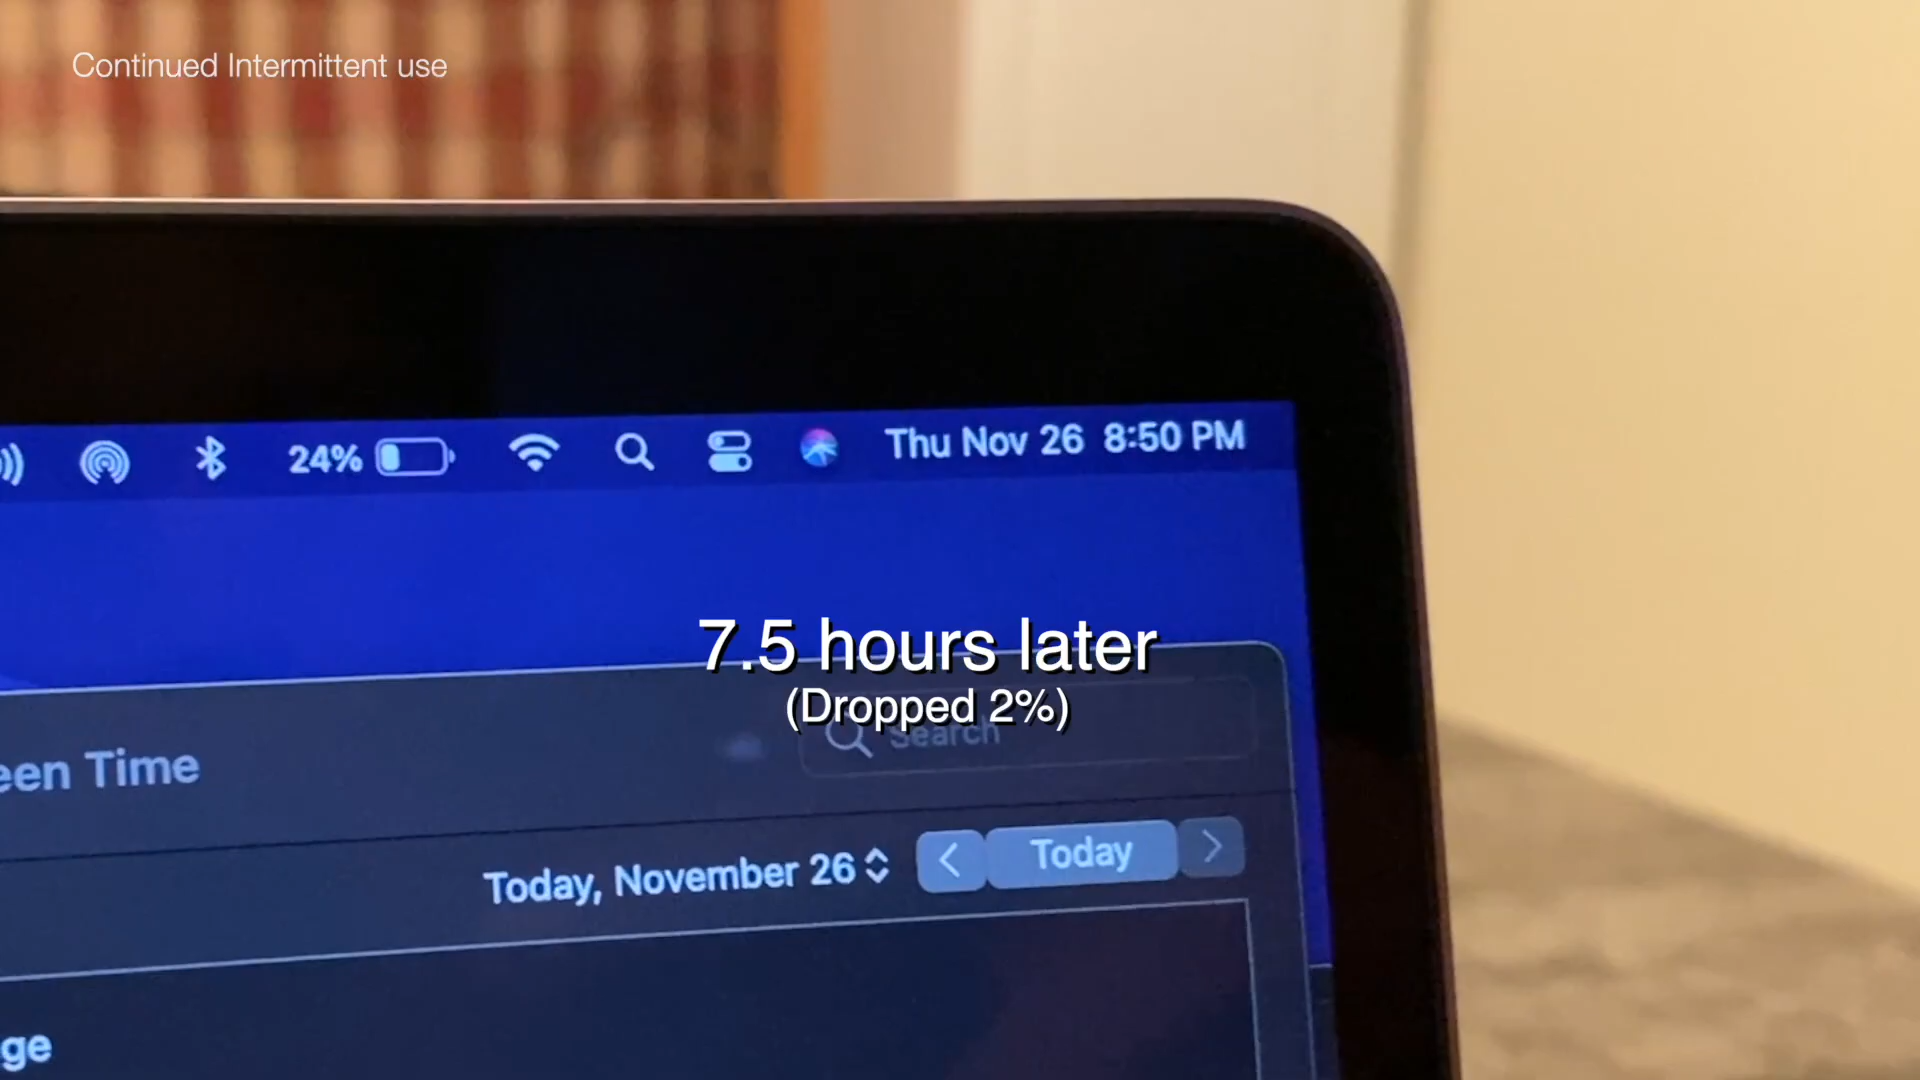 Continued Intermittent use
24%
Thu Nov 26 8:50 PM
7.5 hours later
(Dropped 2%)
Search
een Time
Today, November 26
Today
ge